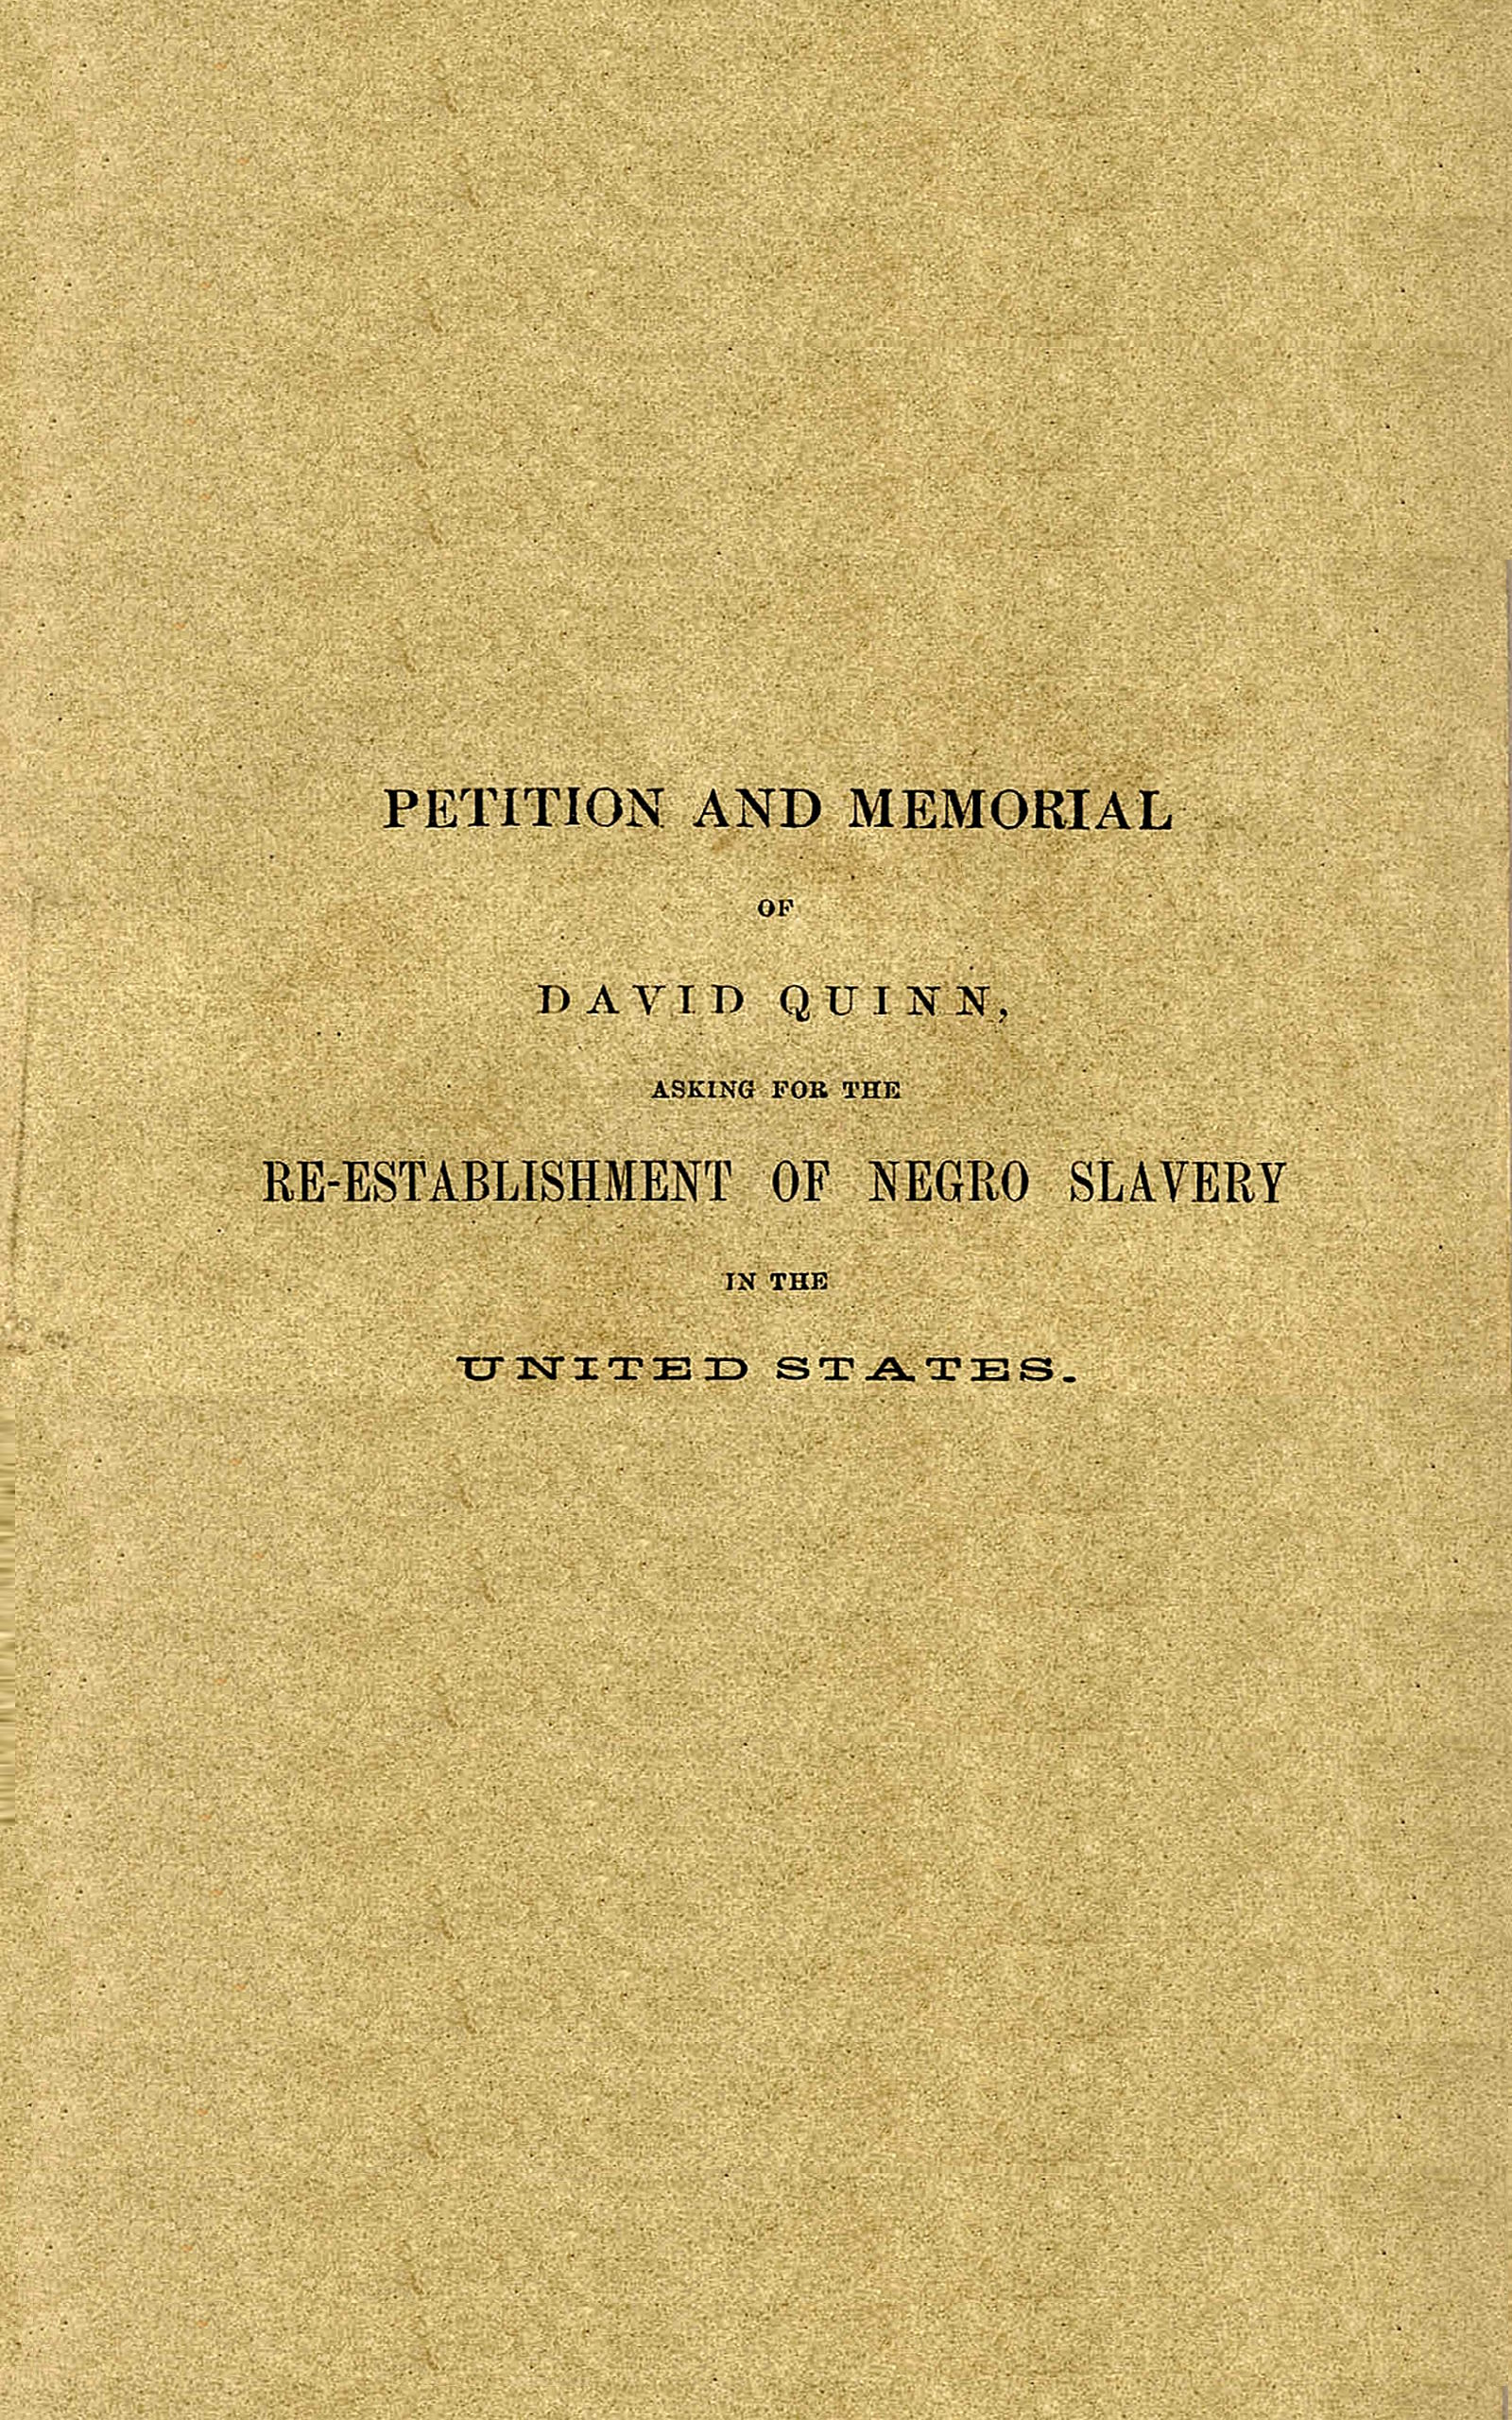 PETITION AND MEMORIAL
OF
DAVID QUINN,
ASKING FOR THE
RE-ESTABLISHMENT OF NEGRO SLAVERY
IN THE
UNITED STATES.